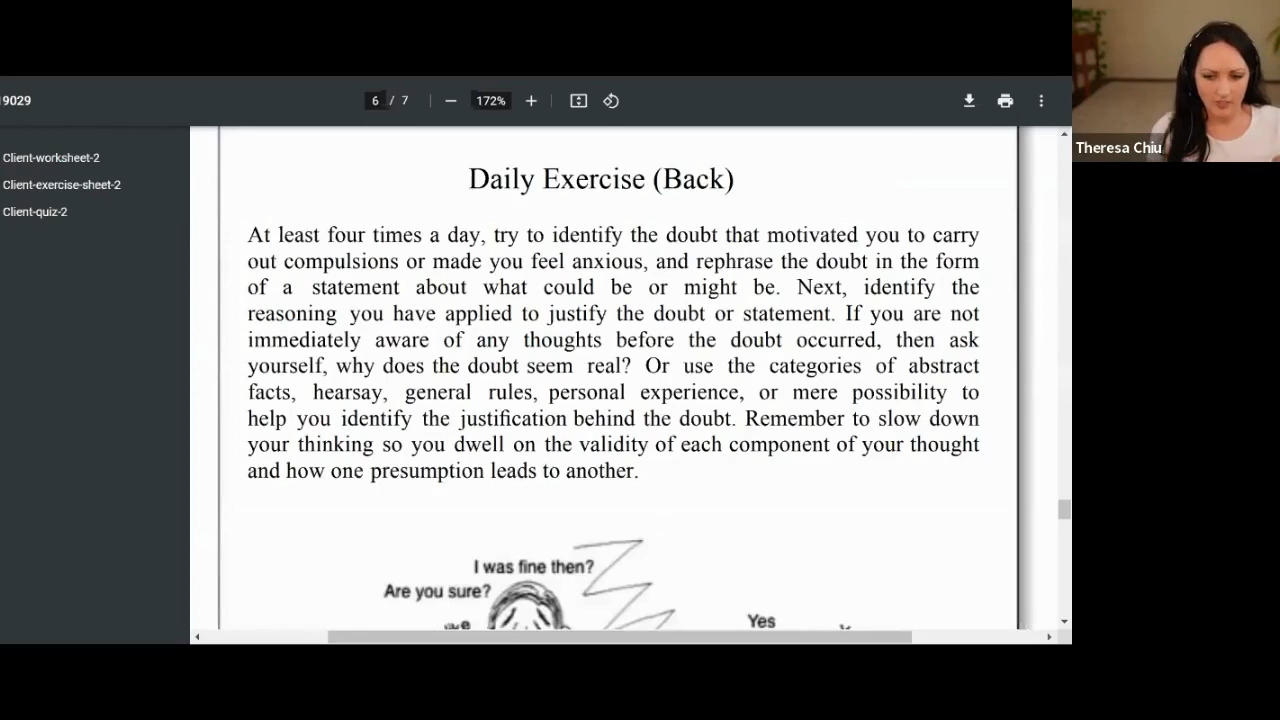 19029
6 / 7
172%
Theresa Chiu
Client-worksheet-2
Client-exercise-sheet-2
Client-quiz-2
Daily Exercise (Back)
At least four times a day, try to identify the doubt that motivated you to carry
out compulsions or made you feel anxious, and rephrase the doubt in the form
of a statement about what could be or might be. Next, identify the
reasoning you have applied to justify the doubt or statement. If you are not
immediately aware of any thoughts before the doubt occurred, then ask
yourself, why does the doubt seem real? Or use the categories of abstract
facts, hearsay, general rules, personal experience, or mere possibility to
help you identify the justification behind the doubt. Remember to slow down
your thinking so you dwell on the validity of each component of your thought
and how one presumption leads to another.
I was fine then?
Are you sure?
Yes